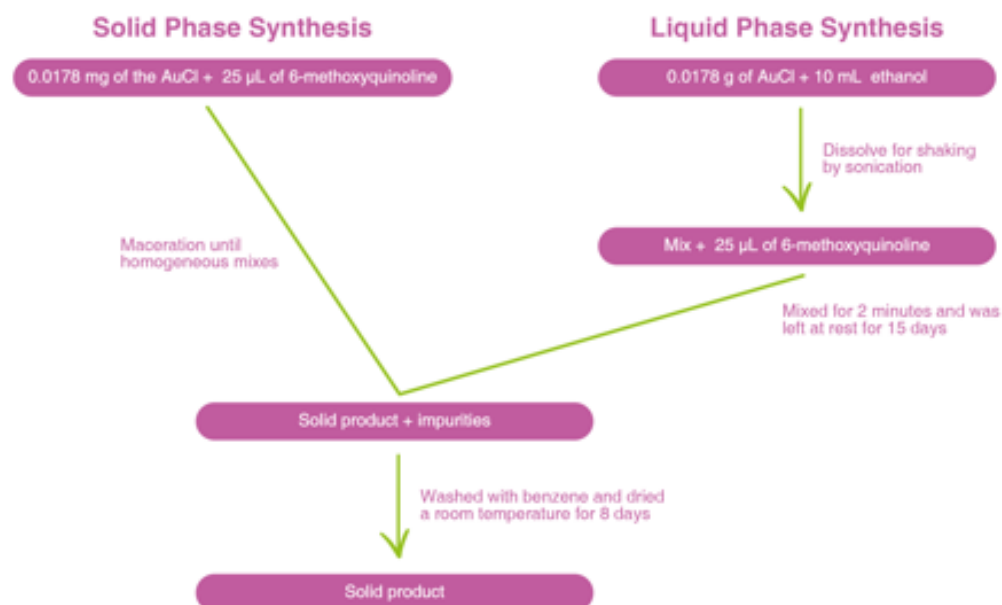 Solid Phase Synthesis
0.0178 mg of the AuCl + 25 µL of 6-methoxyquinoline
Maceration until
homogeneous mixes
Liquid Phase Synthesis
0.0178 g of AuCl + 10 mL ethanol
Dissolve for shaking
by sonication
Mix + 25 µL of 6-methoxyquinoline
Mixed for 2 minutes and was
left at rest for 15 days
Solid product + impurities
Washed with benzene and dried
a room temperature for 8 days
Solid product